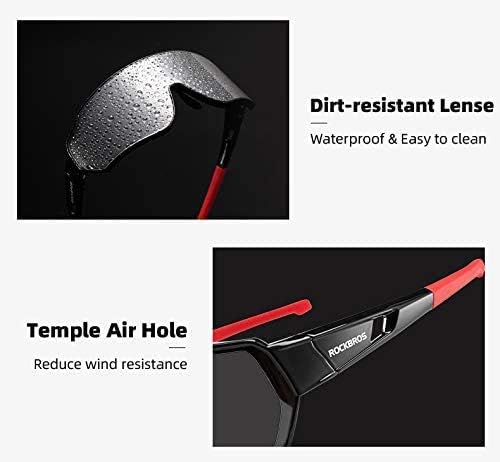 Dirt-resistant Lense
Waterproof & Easy to clean
Temple Air Hole
Reduce wind resistance
ROCKBROS